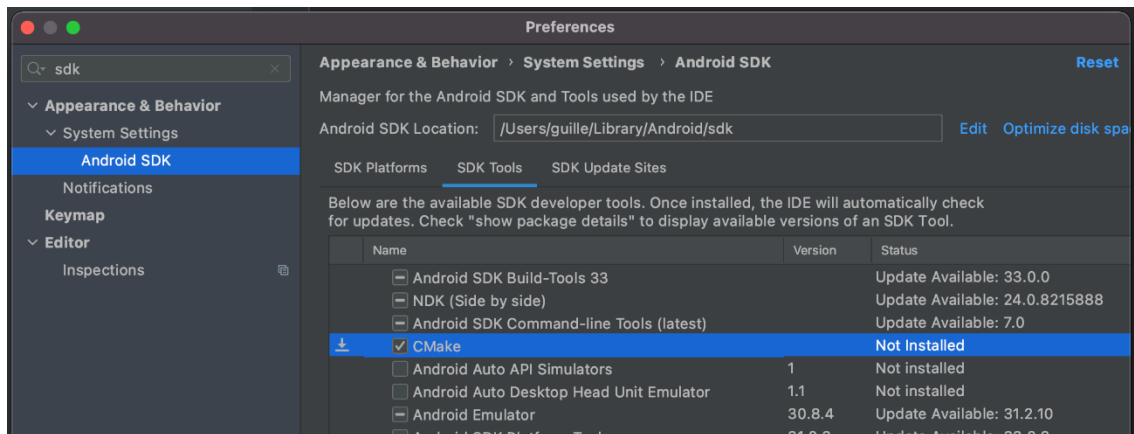 Preferences
sdk
Appearance & Behavior
System Settings
Android SDK
Notifications
Keymap
Editor
Inspections
Appearance & Behavior › System Settings › Android SDK
Reset
Manager for the Android SDK and Tools used by the IDE
Android SDK Location: /Users/guille/Library/Android/sdk Edit Optimize disk spa
SDK Platforms SDK Tools SDK Update Sites
Below are the available SDK developer tools. Once installed, the IDE will automatically check
for updates. Check "show package details" to display available versions of an SDK Tool.
Name Version Status
Android SDK Build-Tools 33 Update Available: 33.0.0
NDK (Side by side) Update Available: 24.0.8215888
Android SDK Command-line Tools (latest) Update Available: 7.0
CMake Not Installed
Android Auto API Simulators 1 Not installed
Android Auto Desktop Head Unit Emulator 1.1 Not installed
Android Emulator 30.8.4 Update Available: 31.2.10